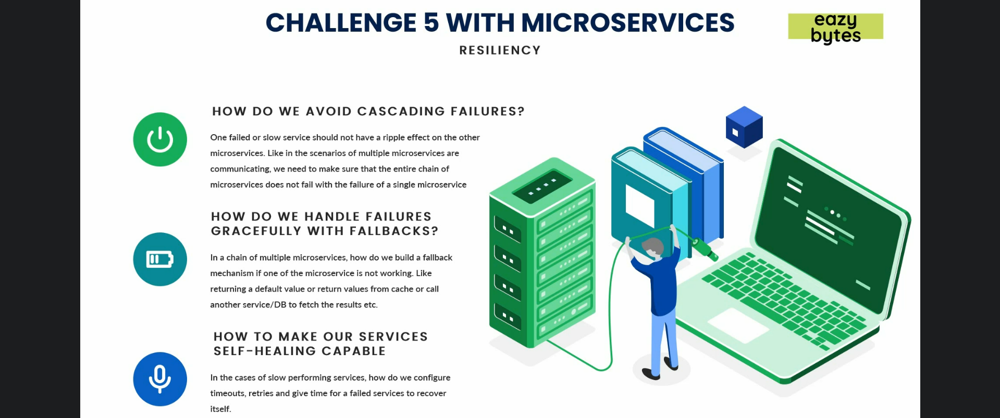 CHALLENGE 5 WITH MICROSERVICES
eazy
bytes
RESILIENCY
HOW DO WE AVOID CASCADING FAILURES?
One failed or slow service should not have a ripple effect on the other
microservices. Like in the scenarios of multiple microservices are
communicating, we need to make sure that the entire chain of
microservices does not fail with the failure of a single microservice
HOW DO WE HANDLE FAILURES
GRACEFULLY WITH FALLBACKS?
In a chain of multiple microservices, how do we build a fallback
mechanism if one of the microservice is not working. Like
returning a default value or return values from cache or call
another service/DB to fetch the results etc.
HOW TO MAKE OUR SERVICES
SELF-HEALING CAPABLE
In the cases of slow performing services, how do we configure
timeouts, retries and give time for a failed services to recover
itself.